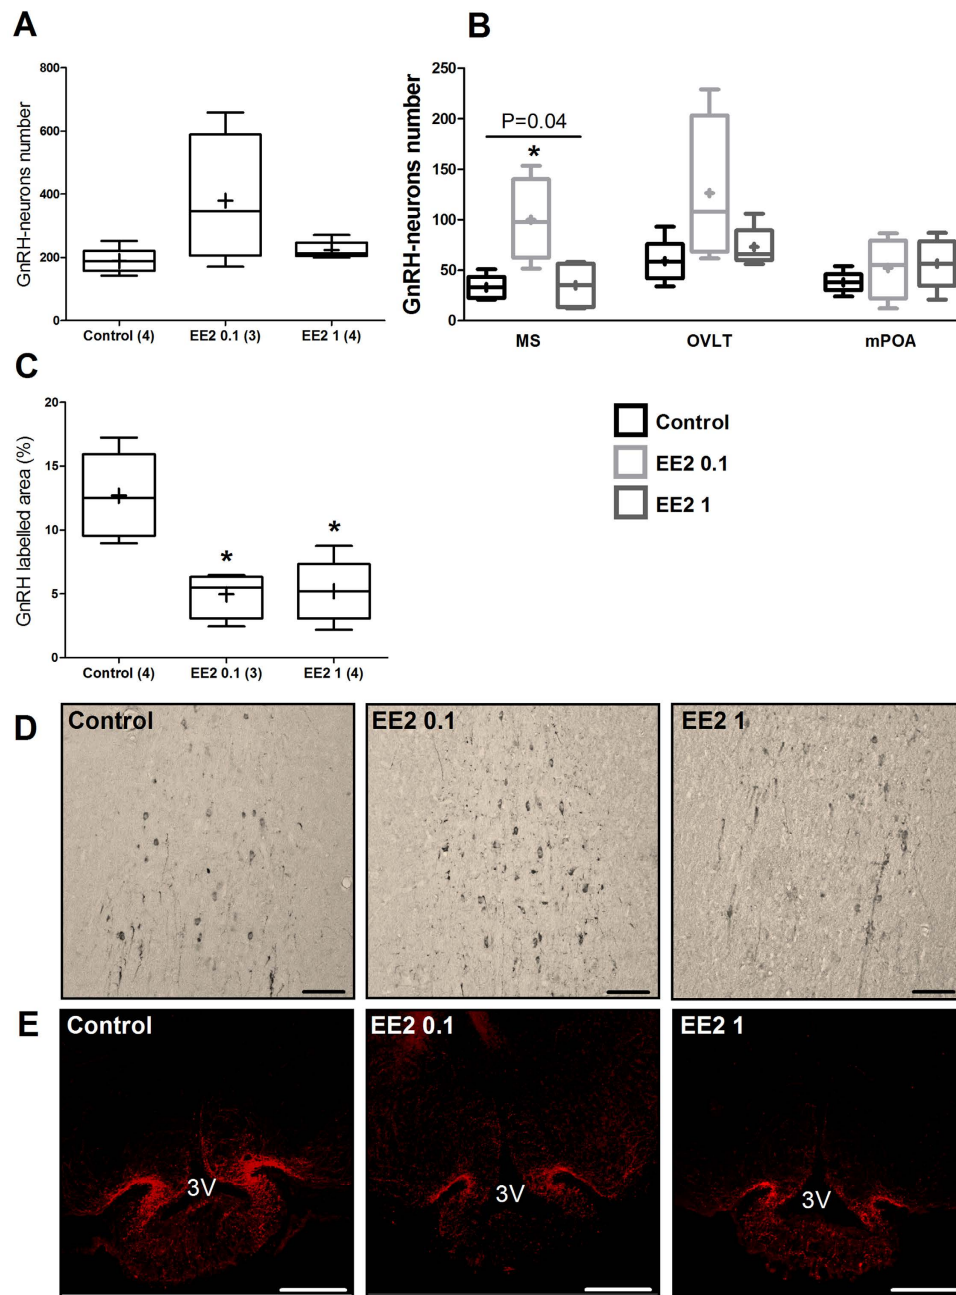 A
GnRH-neurons number
800
600
400
200
0
Control (4)
EE2 0.1 (3)
EE2 1 (4)
B
GnRH-neurons number
250
200
150
100
50
0
P=0.04
*
MS
OVLT
mPOA
C
GnRH labelled area (%)
20
15
10
5
0
*
*
Control (4)
EE2 0.1 (3)
EE2 1 (4)
Control
EE2 0.1
EE2 1
D
Control
EE2 0.1
EE2 1
E
Control
EE2 0.1
EE2 1
3V
3V
3V